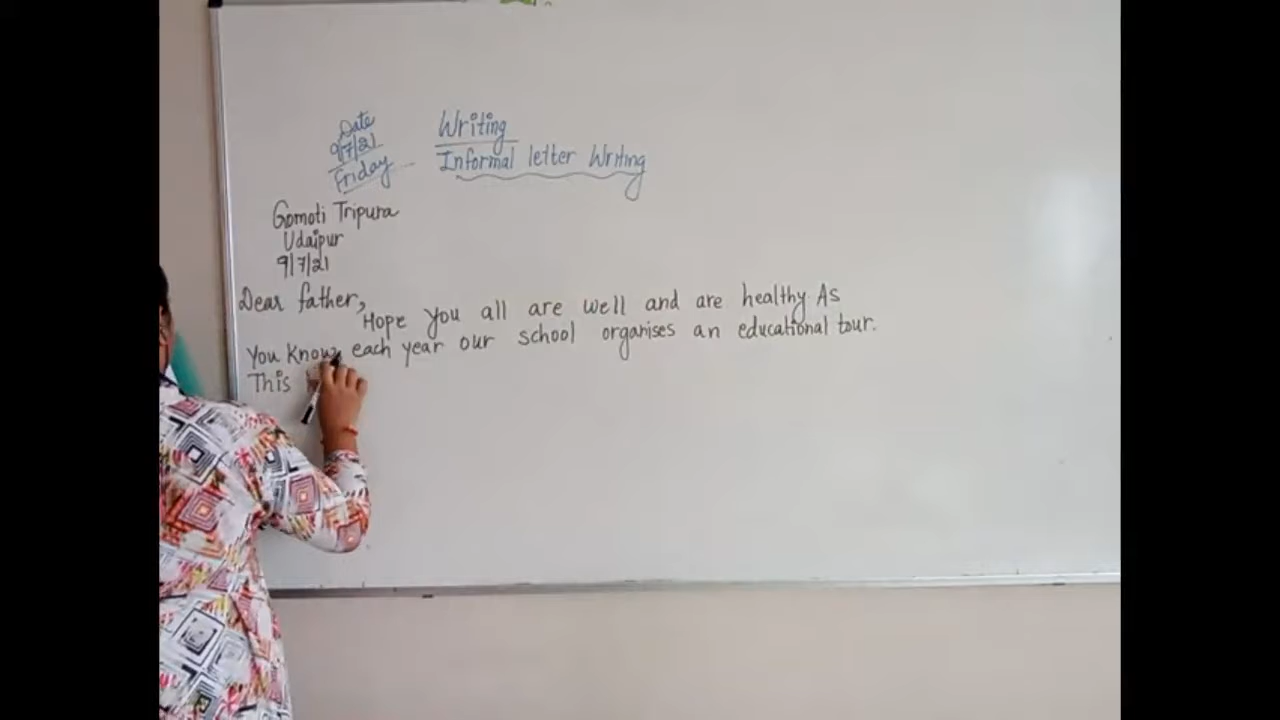 Date
9/7/21
Friday
Writing
Informal letter Writing
Gomoti Tripura
Udaipur
9/7/21
Dear father,
Hope you all are well and are healthy. As
You Know each year our school organises an educational tour.
This